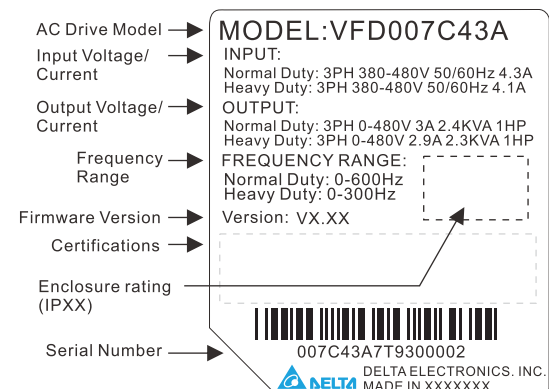 AC Drive Model
MODEL:VFD007C43A
Input Voltage/
Current
INPUT:
Normal Duty: 3PH 380-480V 50/60Hz 4.3A
Heavy Duty: 3PH 380-480V 50/60Hz 4.1A
Output Voltage/
Current
OUTPUT:
Normal Duty: 3PH 0-480V 3A 2.4KVA 1HP
Heavy Duty: 3PH 0-480V 2.9A 2.3KVA 1HP
Frequency
Range
FREQUENCY RANGE:
Normal Duty: 0-600Hz
Heavy Duty: 0-300Hz
Firmware Version
Version: VX.XX
Certifications
Enclosure rating
(IPXX)
Serial Number
007C43A7T9300002
DELTA
DELTA ELECTRONICS. INC.
MADE IN XXXXXXX